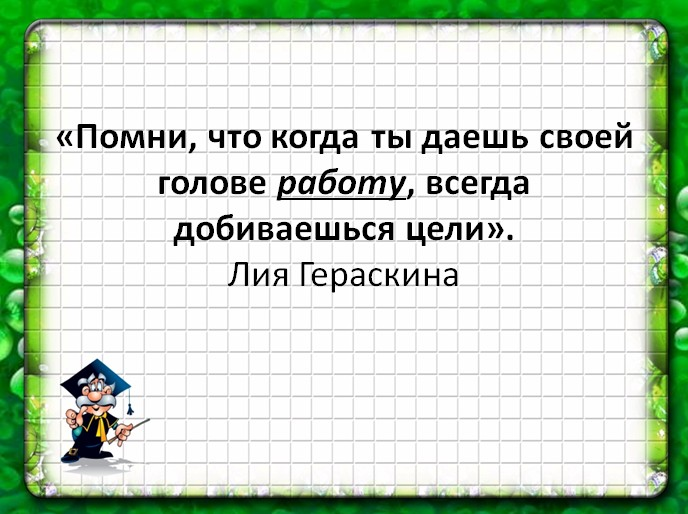 «Помни, что когда ты даешь своей
голове работу, всегда
добиваешься цели».
Лия Гераскина